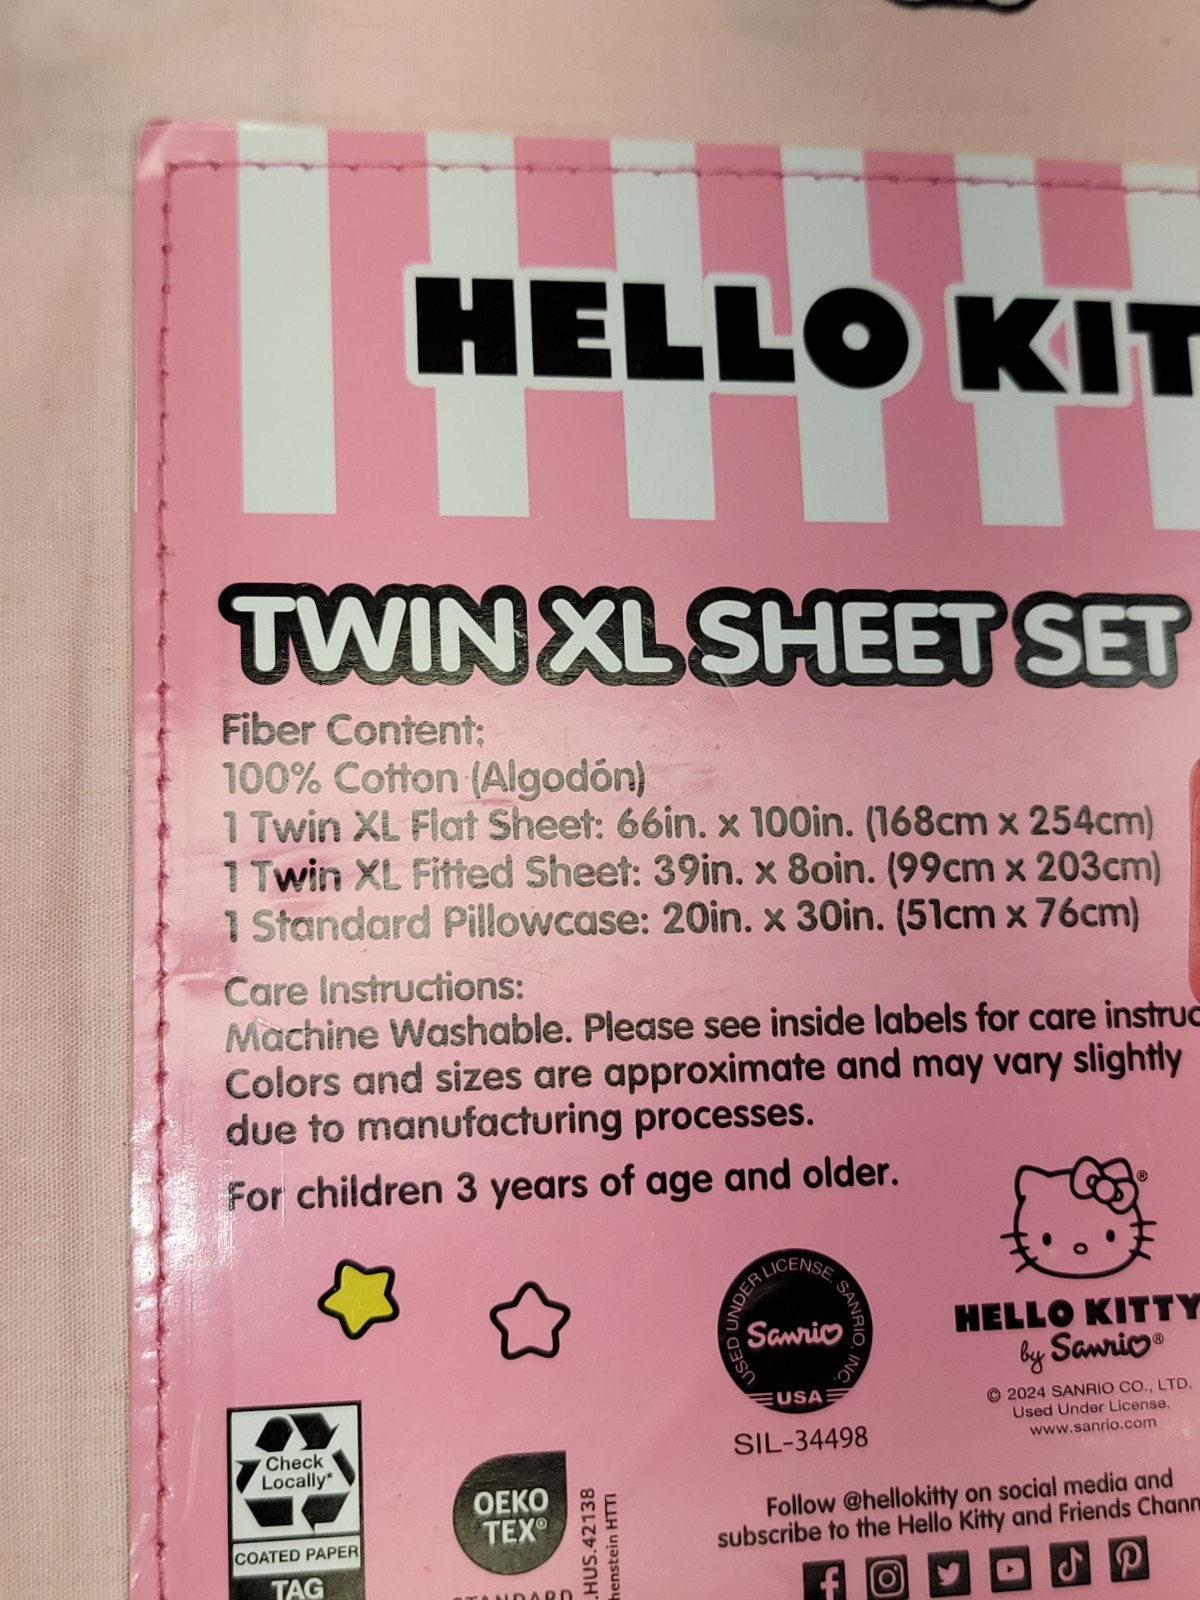 HELLO KIT
TWIN XL SHEET SET
Fiber Content:
100% Cotton (Algodón)
1 Twin XL Flat Sheet: 66in. x 100in. (168cm x 254cm)
1 Twin XL Fitted Sheet: 39in. x 8oin. (99cm x 203cm)
1 Standard Pillowcase: 20in. x 30in. (51cm x 76cm)
Care Instructions:
Machine Washable. Please see inside labels for care instruc
Colors and sizes are approximate and may vary slightly
due to manufacturing processes.
For children 3 years of age and older.
USED UNDER LICENSE. SANRIO, INC.
Sanrio
USA
SIL-34498
®
HELLO KITTY
by Sanrio®
© 2024 SANRIO CO., LTD.
Used Under License.
www.sanrio.com
Check
Locally*
COATED PAPER
TAG
OEKO
TEX®
STANDARD
.HUS.42138
henstein HTTI
Follow @hellokitty on social media and
subscribe to the Hello Kitty and Friends Chann